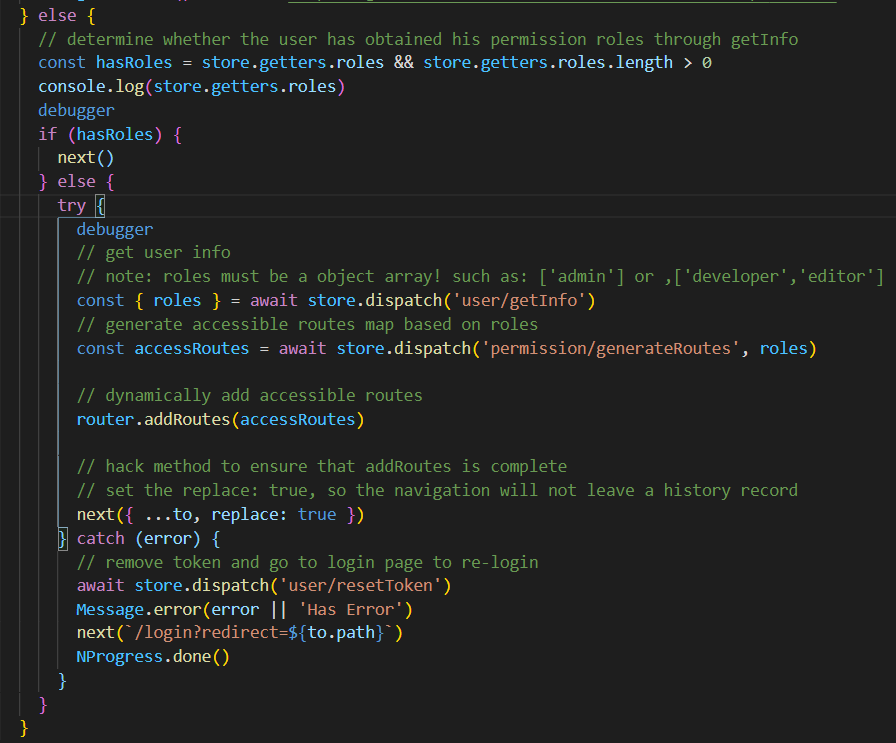 } else {
// determine whether the user has obtained his permission roles through getInfo
const hasRoles = store.getters.roles && store.getters.roles.length > 0
console.log(store.getters.roles)
debugger
if (hasRoles) {
next()
} else {
try {
debugger
// get user info
// note: roles must be a object array! such as: ['admin'] or ,['developer','editor']
const { roles } = await store.dispatch('user/getInfo')
// generate accessible routes map based on roles
const accessRoutes = await store.dispatch('permission/generateRoutes', roles)
// dynamically add accessible routes
router.addRoutes(accessRoutes)
// hack method to ensure that addRoutes is complete
// set the replace: true, so the navigation will not leave a history record
next({ ...to, replace: true })
} catch (error) {
// remove token and go to login page to re-login
await store.dispatch('user/resetToken')
Message.error(error || 'Has Error')
next(`/login?redirect=${to.path}`)
NProgress.done()
}
}
}